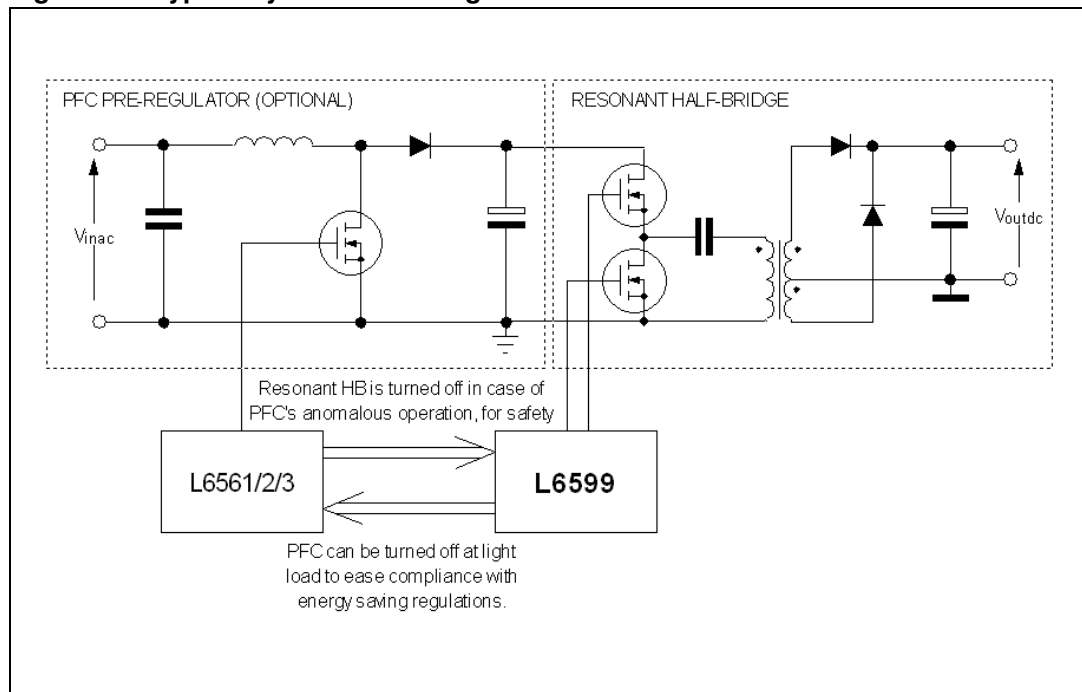 PFC PRE-REGULATOR (OPTIONAL)
RESONANT HALF-BRIDGE
Vinac
Voutdc
Resonant HB is turned off in case of
PFC's anomalous operation, for safety
L6561/2/3
L6599
PFC can be turned off at light
load to ease compliance with
energy saving regulations.